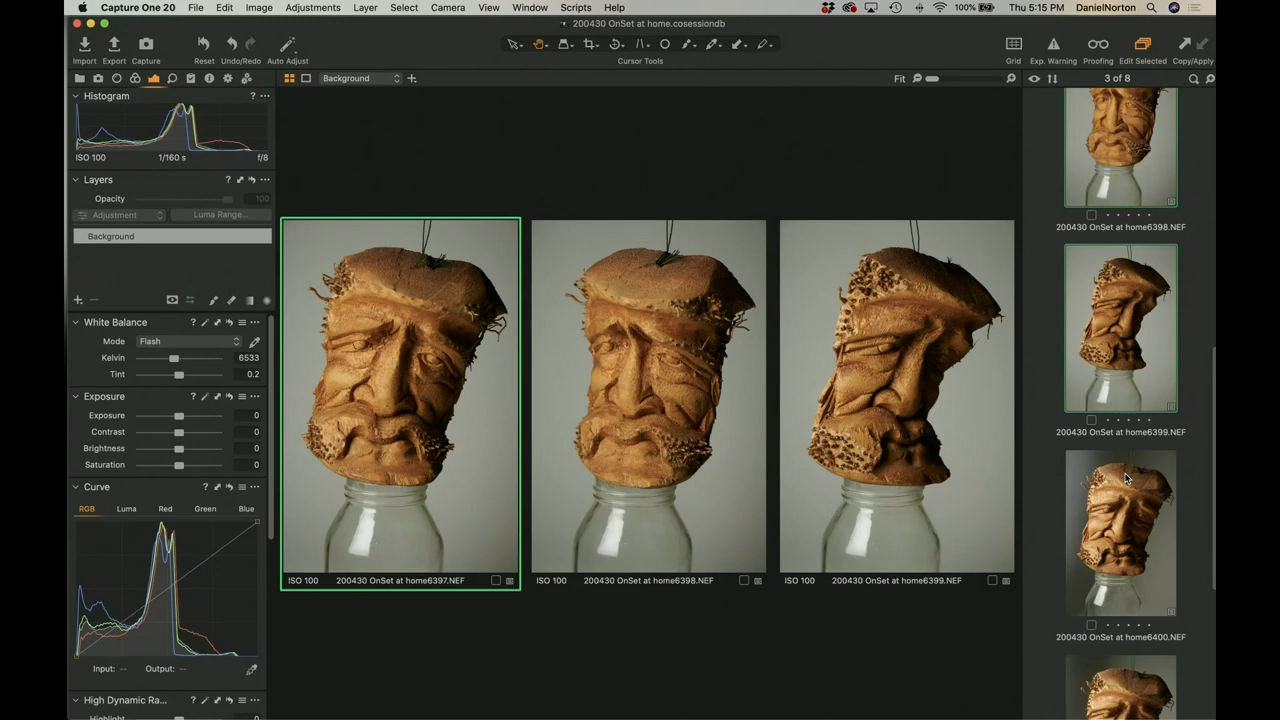 Capture One 20 File Edit Image Adjustments Layer Select Camera View Window Scripts Help 100% Thu 5:15 PM DanielNorton
200430 OnSet at home.cosessiondb
Import Export Capture Reset Undo/Redo Auto Adjust Cursor Tools Grid Exp. Warning Proofing Edit Selected Copy/Apply
Background Fit 3 of 8
Histogram ? ...
ISO 100 1/160 s f/8
Layers ? ...
Opacity 100
Adjustment Luma Range...
Background
White Balance ? ...
Mode Flash
Kelvin 6533
Tint 0.2
Exposure ? ...
Exposure 0
Contrast 0
Brightness 0
Saturation 0
Curve ? ...
RGB Luma Red Green Blue
Input: -- Output: --
High Dynamic Ra... ? ...
Highlight 0
ISO 100 200430 OnSet at home6397.NEF
ISO 100 200430 OnSet at home6398.NEF
ISO 100 200430 OnSet at home6399.NEF
200430 OnSet at home6398.NEF
200430 OnSet at home6399.NEF
200430 OnSet at home6400.NEF